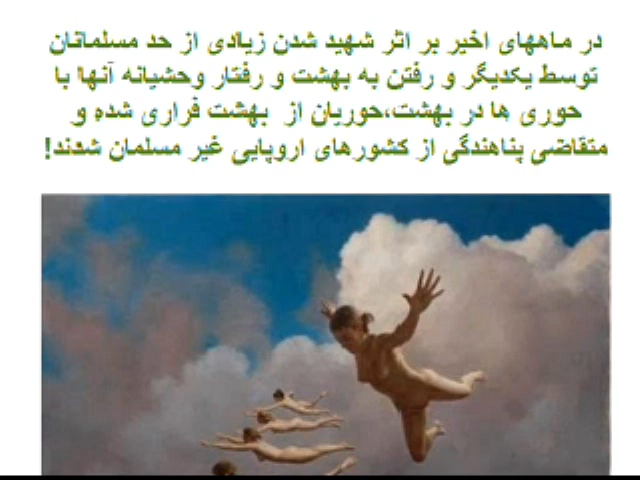 در ماههای اخیر بر اثر شهید شدن زیادی از حد مسلمانان
توسط یکدیگر و رفتن به بهشت و رفتار وحشیانه آنها با
حوری ها در بهشت،حوریان از بهشت فراری شده و
متقاضی پناهندگی از کشورهای اروپایی غیر مسلمان شدند!